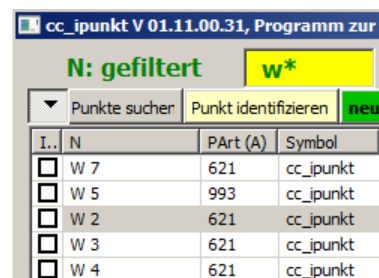 cc_ipunkt V 01.11.00.31, Programm zur
N: gefiltert w*
Punkte suchen Punkt identifizieren neu
I.. N PArt (A) Symbol
W 7 621 cc_ipunkt
W 5 993 cc_ipunkt
W 2 621 cc_ipunkt
W 3 621 cc_ipunkt
W 4 621 cc_ipunkt